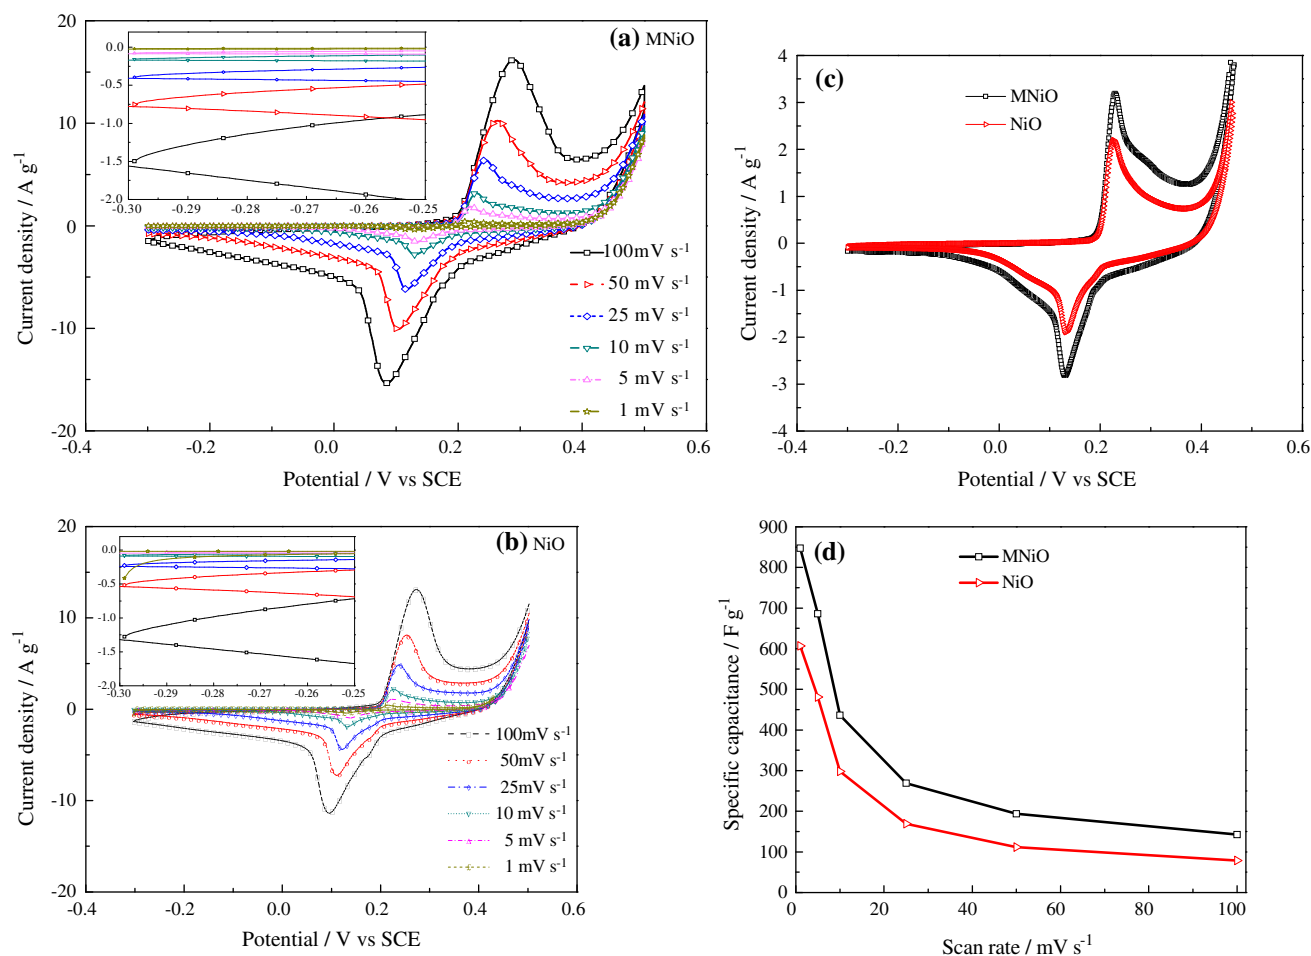 (a) MNiO
Current density / A g-1
20
10
0
-10
-20
0.0
-0.5
-1.0
-1.5
-2.0
-0.30 -0.29 -0.28 -0.27 -0.26 -0.25
100mV s-1
50 mV s-1
25 mV s-1
10 mV s-1
5 mV s-1
1 mV s-1
-0.4 -0.2 0.0 0.2 0.4 0.6
Potential / V vs SCE
(c)
MNiO
NiO
Current density / A g-1
4
3
2
1
0
-1
-2
-3
-4
-0.4 -0.2 0.0 0.2 0.4 0.6
Potential / V vs SCE
(b) NiO
Current density / A g-1
20
10
0
-10
-20
0.0
-0.5
-1.0
-1.5
-2.0
-0.30 -0.29 -0.28 -0.27 -0.26 -0.25
100mV s-1
50mV s-1
25mV s-1
10 mV s-1
5 mV s-1
1 mV s-1
-0.4 -0.2 0.0 0.2 0.4 0.6
Potential / V vs SCE
(d)
MNiO
NiO
Specific capacitance / F g-1
900
800
700
600
500
400
300
200
100
0
0 20 40 60 80 100
Scan rate / mV s-1